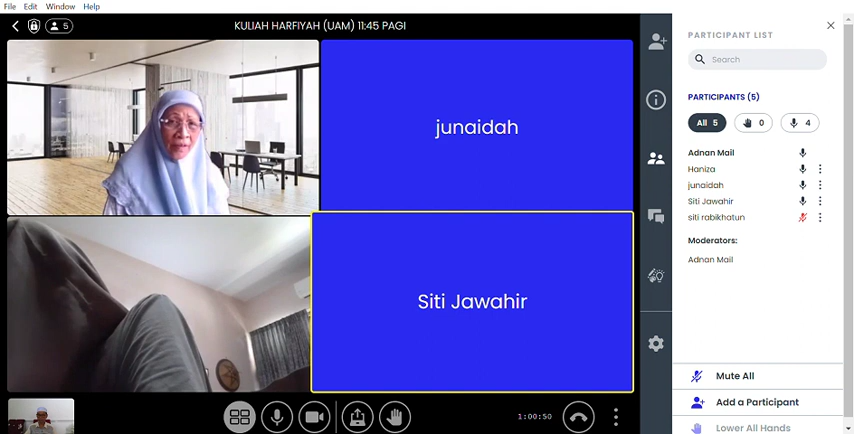 File Edit Window Help
5
KULIAH HARFIYAH (UAM) 11:45 PAGI
junaidah
Siti Jawahir
1:00:50
PARTICIPANT LIST
Search
PARTICIPANTS (5)
All 5 0 4
Adnan Mail
Haniza
junaidah
Siti Jawahir
siti rabikhatun
Moderators:
Adnan Mail
Mute All
Add a Participant
Lower All Hands